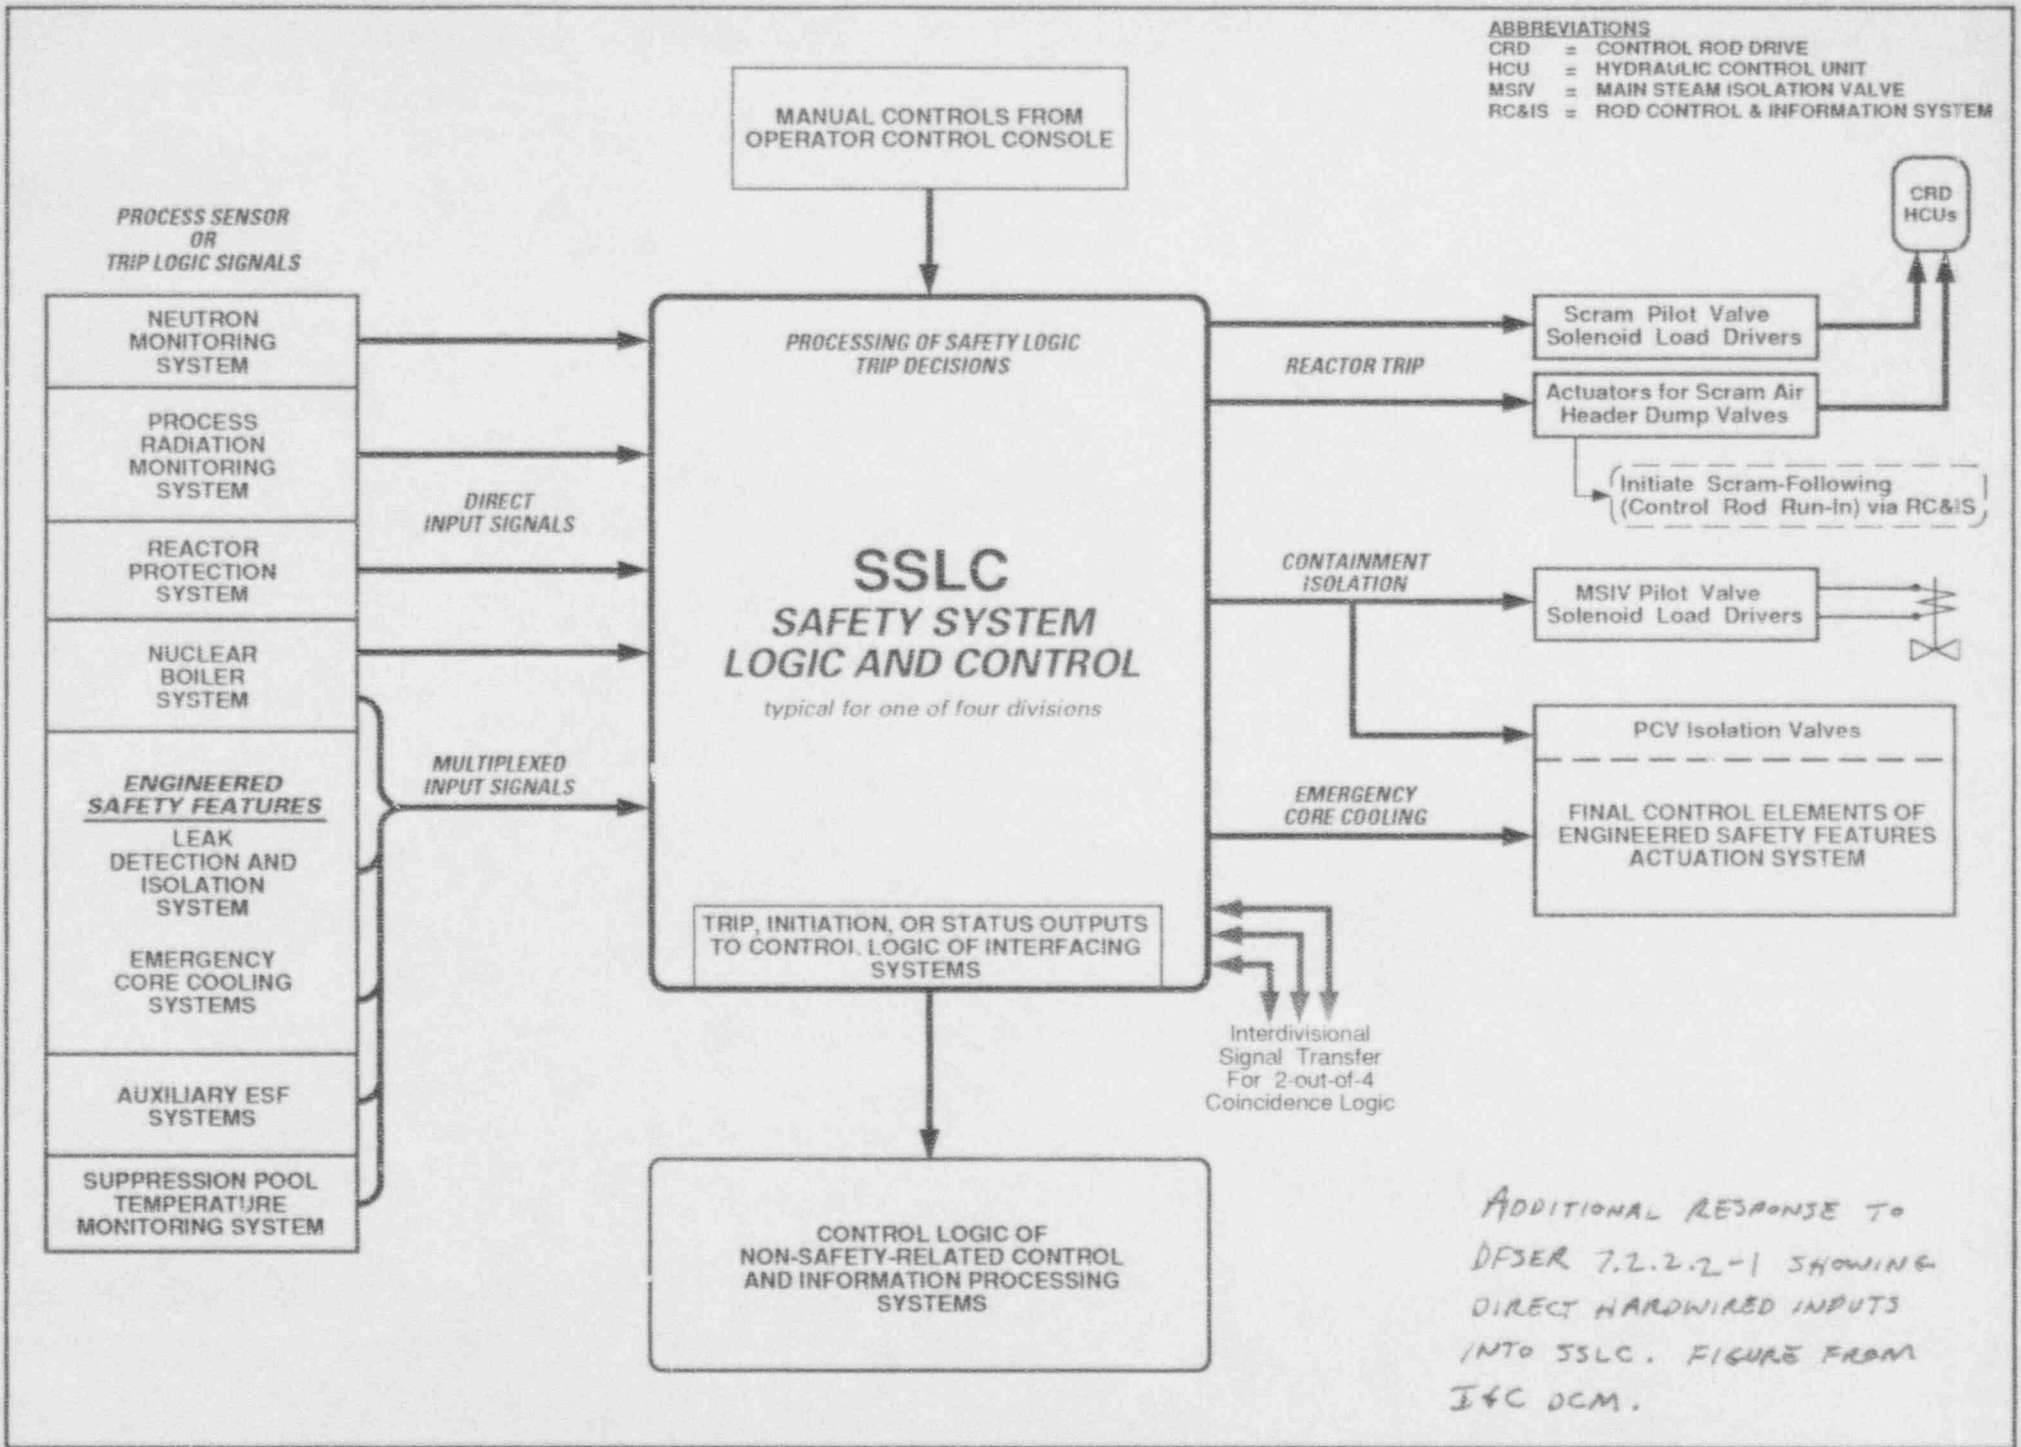 ABBREVIATIONS
CRD = CONTROL ROD DRIVE
HCU = HYDRAULIC CONTROL UNIT
MSIV = MAIN STEAM ISOLATION VALVE
RC&IS = ROD CONTROL & INFORMATION SYSTEM
MANUAL CONTROLS FROM
OPERATOR CONTROL CONSOLE
PROCESS SENSOR
OR
TRIP LOGIC SIGNALS
NEUTRON
MONITORING
SYSTEM
PROCESS
RADIATION
MONITORING
SYSTEM
REACTOR
PROTECTION
SYSTEM
NUCLEAR
BOILER
SYSTEM
ENGINEERED
SAFETY FEATURES
LEAK
DETECTION AND
ISOLATION
SYSTEM
EMERGENCY
CORE COOLING
SYSTEMS
AUXILIARY ESF
SYSTEMS
SUPPRESSION POOL
TEMPERATURE
MONITORING SYSTEM
DIRECT
INPUT SIGNALS
MULTIPLEXED
INPUT SIGNALS
PROCESSING OF SAFETY LOGIC
TRIP DECISIONS
SSLC
SAFETY SYSTEM
LOGIC AND CONTROL
typical for one of four divisions
TRIP, INITIATION, OR STATUS OUTPUTS
TO CONTROL LOGIC OF INTERFACING
SYSTEMS
CONTROL LOGIC OF
NON-SAFETY-RELATED CONTROL
AND INFORMATION PROCESSING
SYSTEMS
REACTOR TRIP
CONTAINMENT
ISOLATION
EMERGENCY
CORE COOLING
Interdivisional
Signal Transfer
For 2-out-of-4
Coincidence Logic
CRD
HCUs
Scram Pilot Valve
Solenoid Load Drivers
Actuators for Scram Air
Header Dump Valves
Initiate Scram-Following
(Control Rod Run-In) via RC&IS
MSIV Pilot Valve
Solenoid Load Drivers
PCV Isolation Valves
FINAL CONTROL ELEMENTS OF
ENGINEERED SAFETY FEATURES
ACTUATION SYSTEM
ADDITIONAL RESPONSE TO
DFSER 7.2.2.2-1 SHOWING
DIRECT HARDWIRED INPUTS
INTO SSLC. FIGURE FROM
I&C DCM.